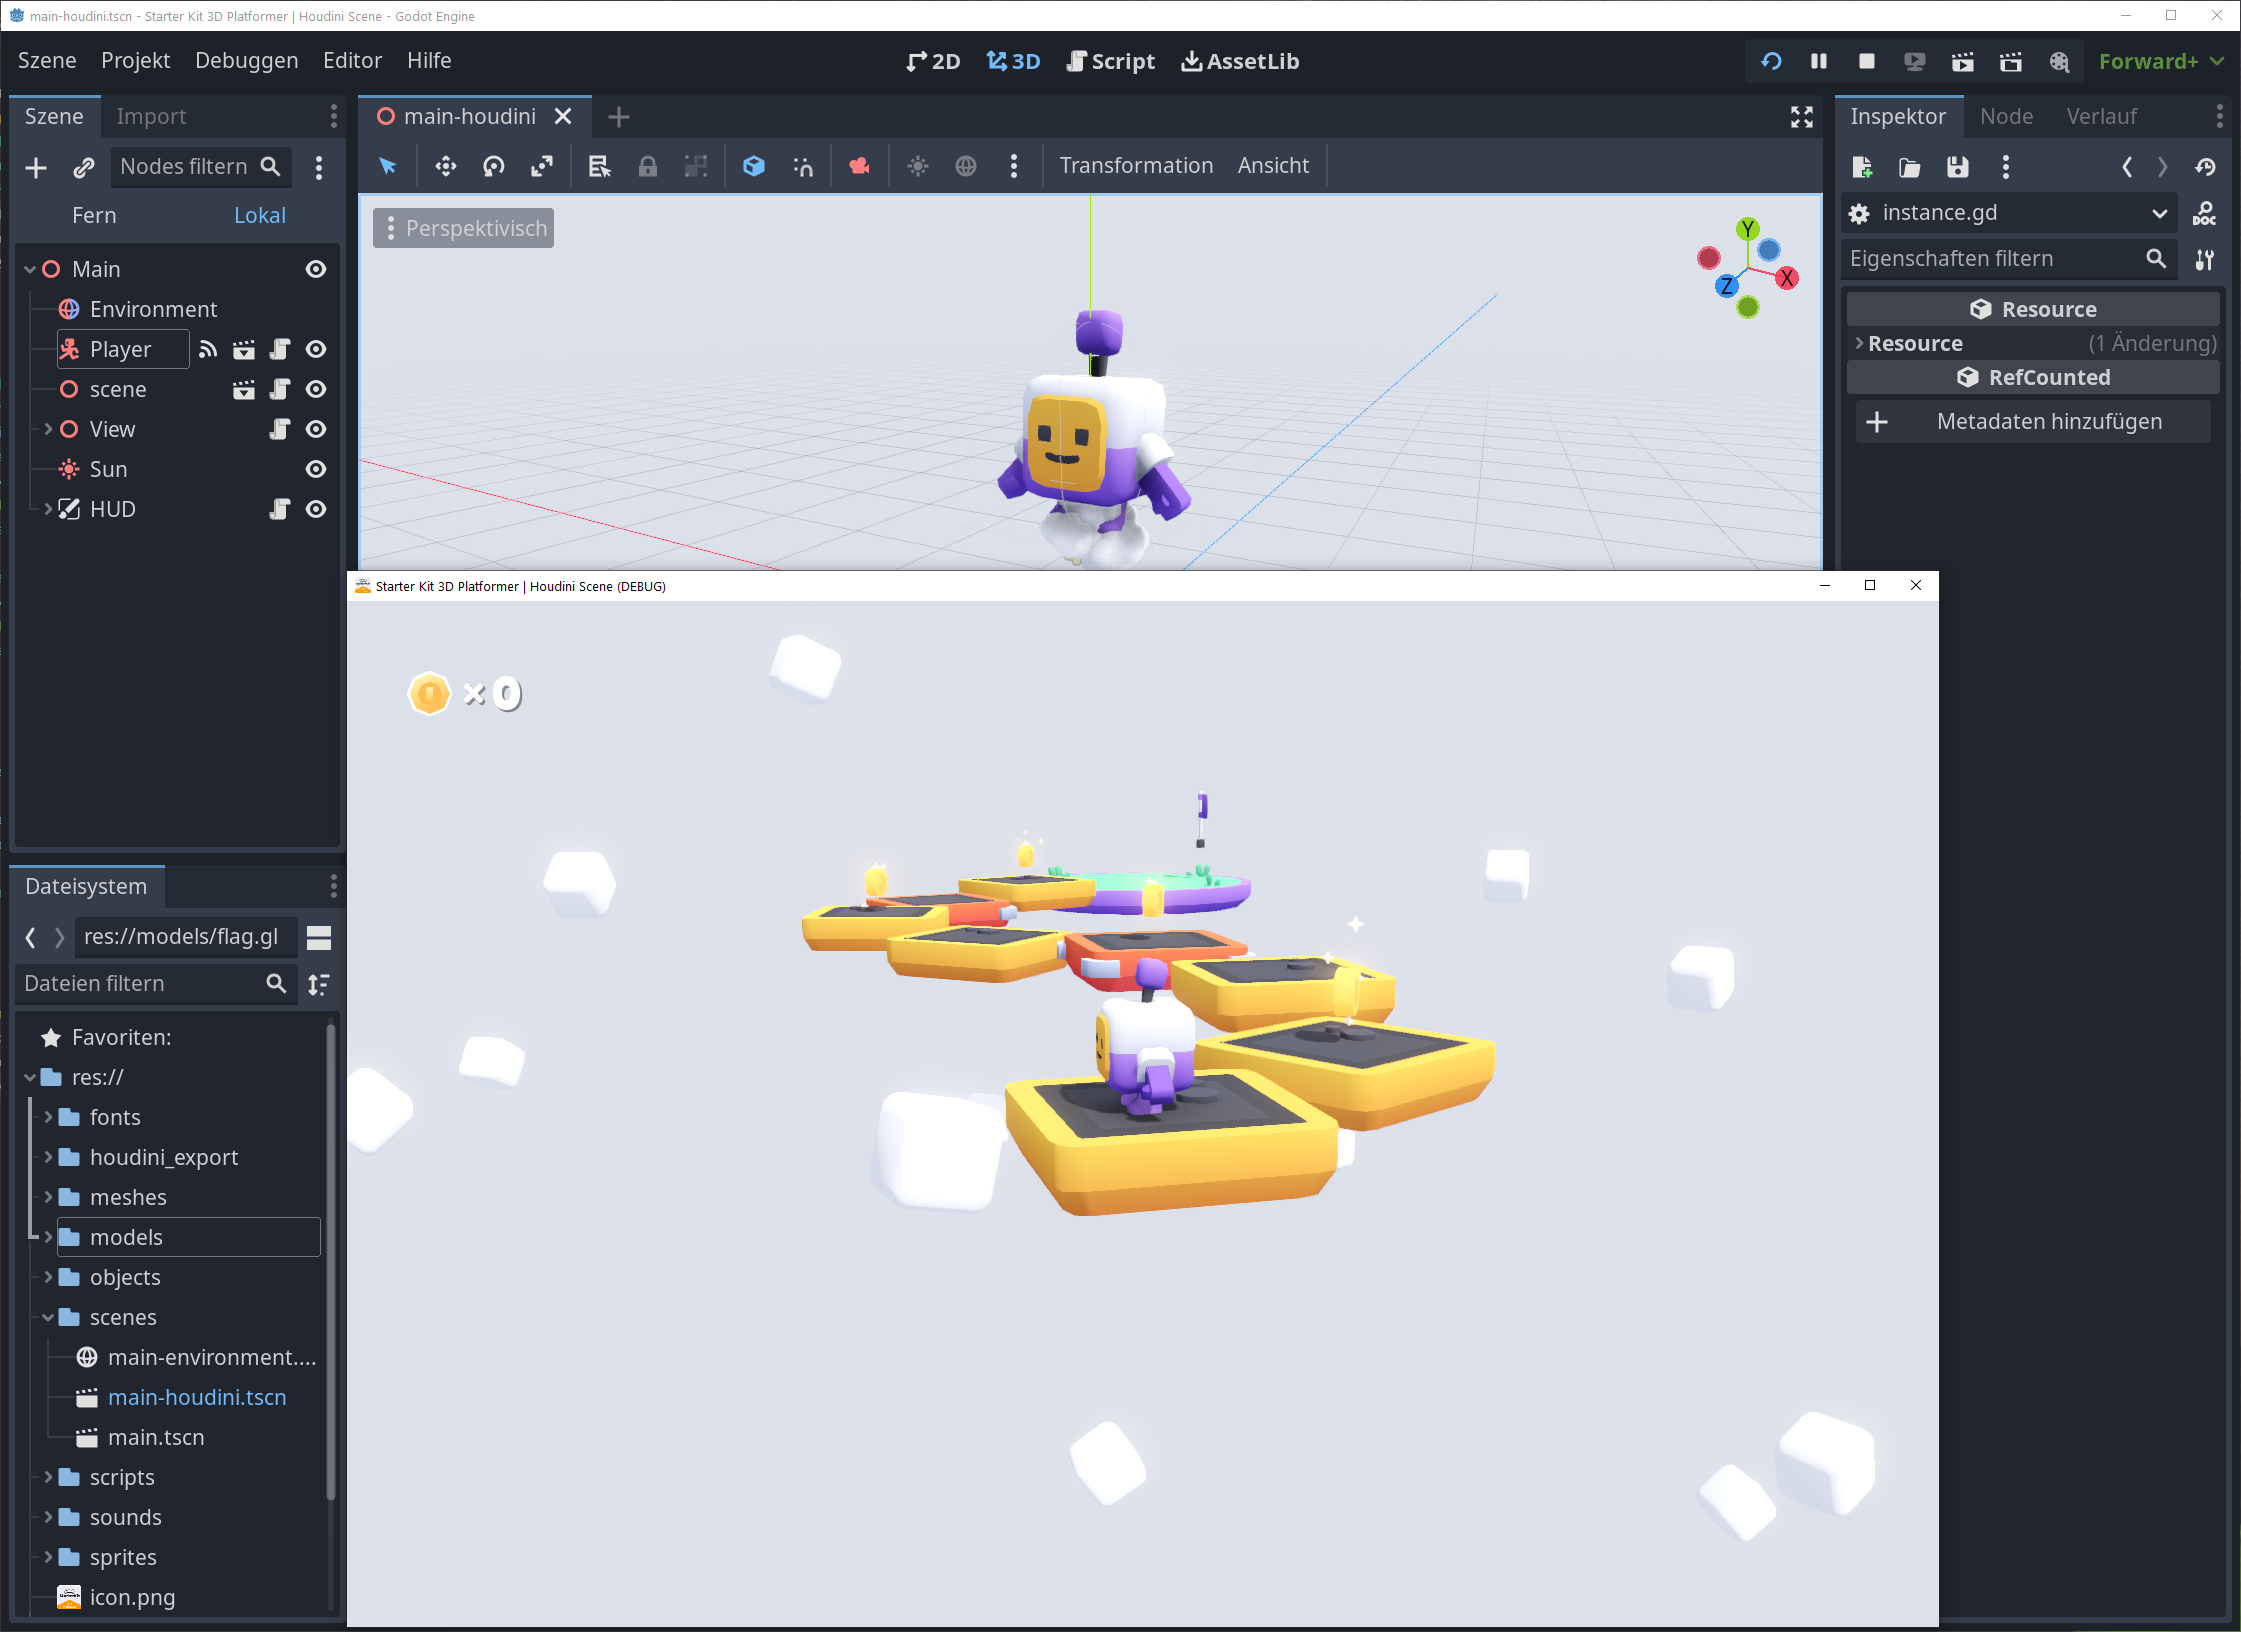 main-houdini.tscn - Starter Kit 3D Platformer | Houdini Scene - Godot Engine
Szene Projekt Debuggen Editor Hilfe
2D 3D Script AssetLib
Forward+
Szene Import
Nodes filtern
Fern Lokal
Main
Environment
Player
scene
View
Sun
HUD
main-houdini
Transformation Ansicht
Perspektivisch
Y
X
Z
Inspektor Node Verlauf
instance.gd
DOC
Eigenschaften filtern
Resource
Resource (1 Änderung)
RefCounted
Metadaten hinzufügen
Starter Kit 3D Platformer | Houdini Scene (DEBUG)
×0
Dateisystem
res://models/flag.gl
Dateien filtern
Favoriten:
res://
fonts
houdini_export
meshes
models
objects
scenes
main-environment....
main-houdini.tscn
main.tscn
scripts
sounds
sprites
icon.png